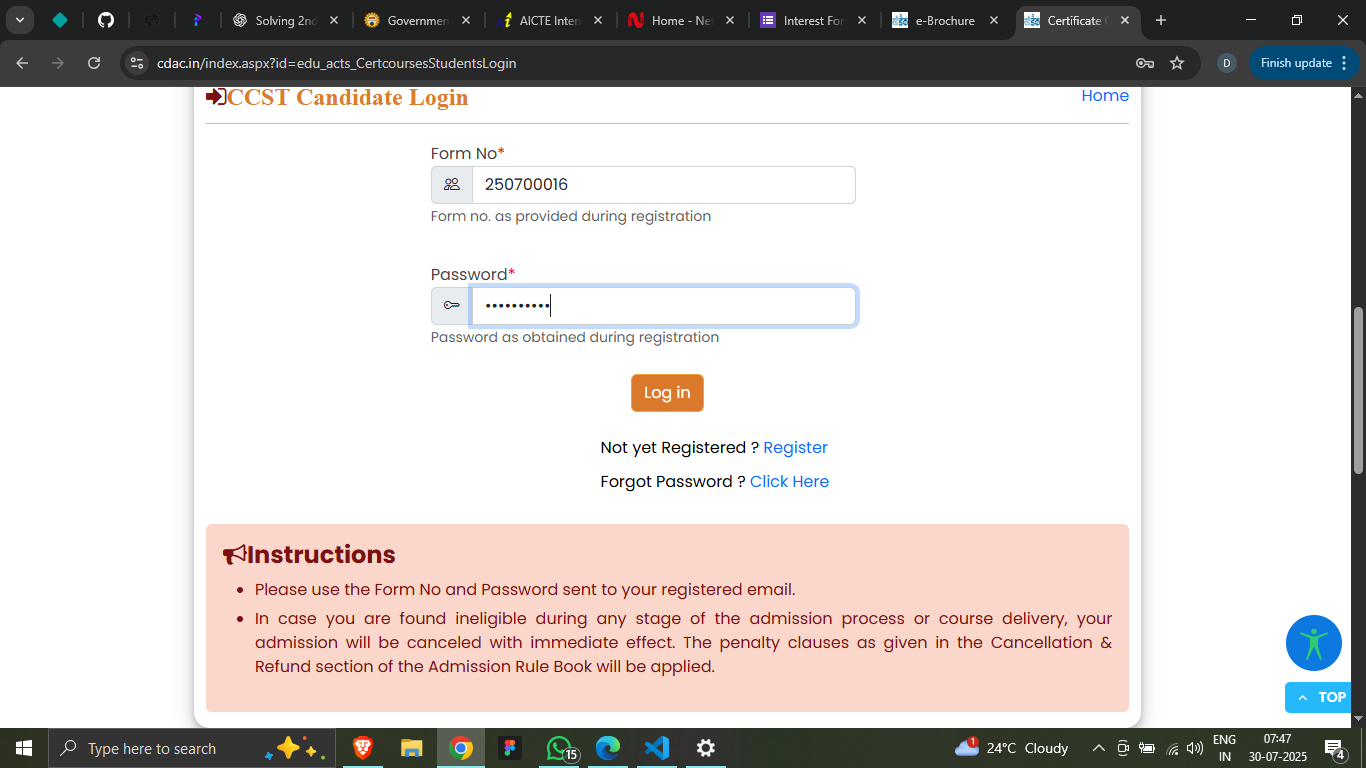 Solving 2nd
Governmen
AICTE Inter
Home - Ne
Interest For
e-Brochure
Certificate
cdac.in/index.aspx?id=edu_acts_CertcoursesStudentsLogin
D
Finish update
CCST Candidate Login
Home
Form No*
250700016
Form no. as provided during registration
Password*
••••••••••
Password as obtained during registration
Log in
Not yet Registered ? Register
Forgot Password ? Click Here
Instructions
• Please use the Form No and Password sent to your registered email.
• In case you are found ineligible during any stage of the admission process or course delivery, your
admission will be canceled with immediate effect. The penalty clauses as given in the Cancellation &
Refund section of the Admission Rule Book will be applied.
TOP
Type here to search
15
1
24°C Cloudy
ENG
IN
07:47
30-07-2025
4